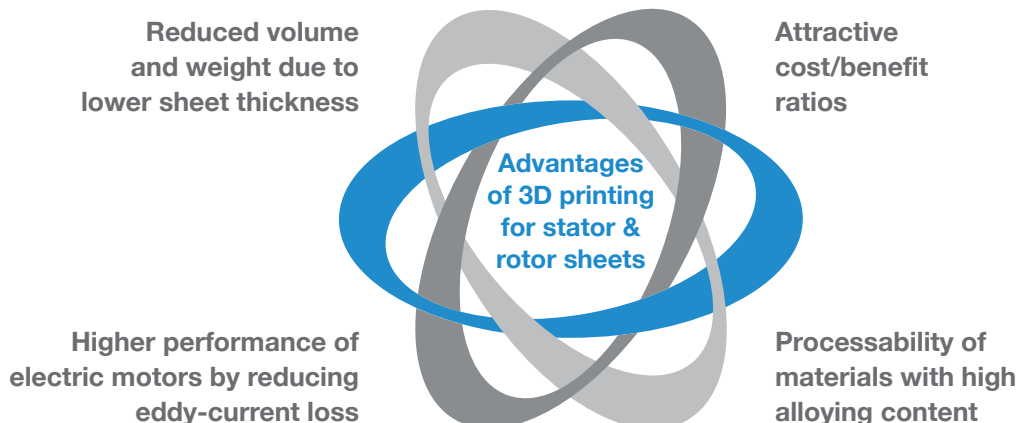 Reduced volume
and weight due to
lower sheet thickness
Attractive
cost/benefit
ratios
Advantages
of 3D printing
for stator &
rotor sheets
Higher performance of
electric motors by reducing
eddy-current loss
Processability of
materials with high
alloying content